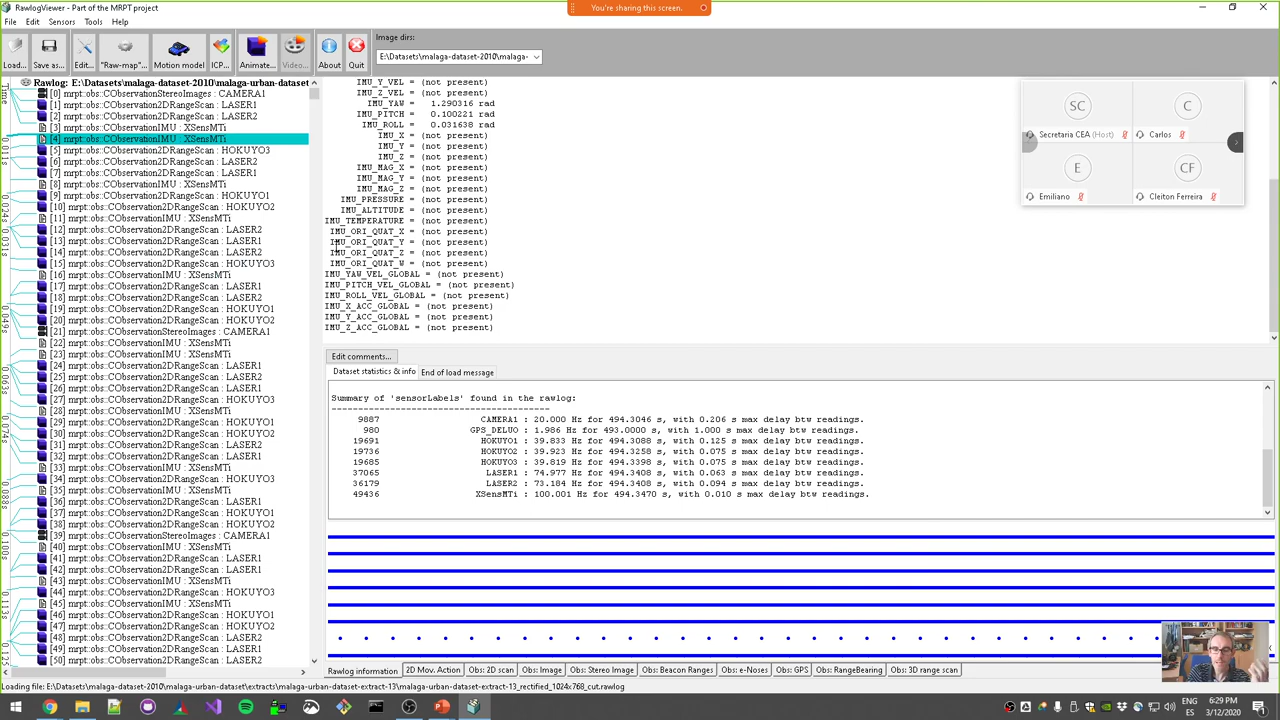 RawlogViewer - Part of the MRPT project
You're sharing this screen.
File Edit Sensors Tools Help
Load... Save as... Edit... "Raw-map"... Motion model ICP... Animate... Video... About Quit
Image dirs:
E:\Datasets\malaga-dataset-2010\malaga-
Rawlog: E:\Datasets\malaga-dataset-2010\malaga-urban-dataset
[0] mrpt::obs::CObservationStereoImages : CAMERA1
[1] mrpt::obs::CObservation2DRangeScan : LASER1
[2] mrpt::obs::CObservation2DRangeScan : LASER2
[3] mrpt::obs::CObservationIMU : XSensMTi
[4] mrpt::obs::CObservationIMU : XSensMTi
[5] mrpt::obs::CObservation2DRangeScan : HOKUYO3
[6] mrpt::obs::CObservation2DRangeScan : LASER2
[7] mrpt::obs::CObservation2DRangeScan : LASER1
[8] mrpt::obs::CObservationIMU : XSensMTi
[9] mrpt::obs::CObservation2DRangeScan : HOKUYO1
[10] mrpt::obs::CObservation2DRangeScan : HOKUYO2
[11] mrpt::obs::CObservationIMU : XSensMTi
[12] mrpt::obs::CObservation2DRangeScan : LASER2
[13] mrpt::obs::CObservation2DRangeScan : LASER1
[14] mrpt::obs::CObservation2DRangeScan : LASER2
[15] mrpt::obs::CObservation2DRangeScan : HOKUYO3
[16] mrpt::obs::CObservationIMU : XSensMTi
[17] mrpt::obs::CObservation2DRangeScan : LASER1
[18] mrpt::obs::CObservation2DRangeScan : LASER2
[19] mrpt::obs::CObservation2DRangeScan : HOKUYO1
[20] mrpt::obs::CObservation2DRangeScan : HOKUYO2
[21] mrpt::obs::CObservationStereoImages : CAMERA1
[22] mrpt::obs::CObservationIMU : XSensMTi
[23] mrpt::obs::CObservationIMU : XSensMTi
[24] mrpt::obs::CObservation2DRangeScan : LASER1
[25] mrpt::obs::CObservation2DRangeScan : LASER2
[26] mrpt::obs::CObservation2DRangeScan : LASER1
[27] mrpt::obs::CObservation2DRangeScan : HOKUYO3
[28] mrpt::obs::CObservationIMU : XSensMTi
[29] mrpt::obs::CObservation2DRangeScan : HOKUYO1
[30] mrpt::obs::CObservation2DRangeScan : HOKUYO2
[31] mrpt::obs::CObservation2DRangeScan : LASER1
[32] mrpt::obs::CObservation2DRangeScan : LASER2
[33] mrpt::obs::CObservationIMU : XSensMTi
[34] mrpt::obs::CObservation2DRangeScan : HOKUYO3
[35] mrpt::obs::CObservationIMU : XSensMTi
[36] mrpt::obs::CObservation2DRangeScan : LASER1
[37] mrpt::obs::CObservation2DRangeScan : HOKUYO1
[38] mrpt::obs::CObservation2DRangeScan : HOKUYO2
[39] mrpt::obs::CObservationStereoImages : CAMERA1
[40] mrpt::obs::CObservationIMU : XSensMTi
[41] mrpt::obs::CObservation2DRangeScan : LASER1
[42] mrpt::obs::CObservation2DRangeScan : LASER2
[43] mrpt::obs::CObservationIMU : XSensMTi
[44] mrpt::obs::CObservation2DRangeScan : HOKUYO3
[45] mrpt::obs::CObservationIMU : XSensMTi
[46] mrpt::obs::CObservation2DRangeScan : HOKUYO1
[47] mrpt::obs::CObservation2DRangeScan : HOKUYO2
[48] mrpt::obs::CObservation2DRangeScan : LASER2
[49] mrpt::obs::CObservation2DRangeScan : LASER1
[50] mrpt::obs::CObservation2DRangeScan : LASER2
IMU_Y_VEL = (not present)
IMU_Z_VEL = (not present)
IMU_YAW = 1.290316 rad
IMU_PITCH = 0.100221 rad
IMU_ROLL = 0.031638 rad
IMU_X = (not present)
IMU_Y = (not present)
IMU_Z = (not present)
IMU_MAG_X = (not present)
IMU_MAG_Y = (not present)
IMU_MAG_Z = (not present)
IMU_PRESSURE = (not present)
IMU_ALTITUDE = (not present)
IMU_TEMPERATURE = (not present)
IMU_ORI_QUAT_X = (not present)
IMU_ORI_QUAT_Y = (not present)
IMU_ORI_QUAT_Z = (not present)
IMU_ORI_QUAT_W = (not present)
IMU_YAW_VEL_GLOBAL = (not present)
IMU_PITCH_VEL_GLOBAL = (not present)
IMU_ROLL_VEL_GLOBAL = (not present)
IMU_X_ACC_GLOBAL = (not present)
IMU_Y_ACC_GLOBAL = (not present)
IMU_Z_ACC_GLOBAL = (not present)
SC
Secretaria CEA (Host)
C
Carlos
E
Emiliano
CF
Cleiton Ferreira
Edit comments...
Dataset statistics & info End of load message
Summary of 'sensorLabels' found in the rawlog:
----------------------------------------
9887 CAMERA1 : 20.000 Hz for 494.3046 s, with 0.206 s max delay btw readings.
980 GPS_DELUO : 1.986 Hz for 493.0000 s, with 1.000 s max delay btw readings.
19691 HOKUYO1 : 39.833 Hz for 494.3088 s, with 0.125 s max delay btw readings.
19736 HOKUYO2 : 39.923 Hz for 494.3258 s, with 0.075 s max delay btw readings.
19685 HOKUYO3 : 39.819 Hz for 494.3398 s, with 0.075 s max delay btw readings.
37065 LASER1 : 74.977 Hz for 494.3408 s, with 0.063 s max delay btw readings.
36179 LASER2 : 73.184 Hz for 494.3408 s, with 0.094 s max delay btw readings.
49436 XSensMTi : 100.001 Hz for 494.3470 s, with 0.010 s max delay btw readings.
Rawlog information 2D Mov. Action Obs: 2D scan Obs: Image Obs: Stereo Image Obs: Beacon Ranges Obs: e-Noses Obs: GPS Obs: RangeBearing Obs: 3D range scan
Loading file: E:\Datasets\malaga-dataset-2010\malaga-urban-dataset\extracts\malaga-urban-dataset-extract-13\malaga-urban-dataset-extract-13_rectified_1024x768_cut.rawlog
ENG
ES
6:29 PM
3/12/2020